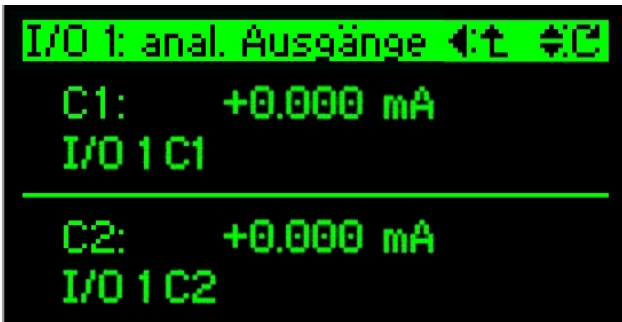 I/O 1: anal. Ausgänge ◀:t ⬍:C
C1: +0.000 mA
I/O 1 C1
C2: +0.000 mA
I/O 1 C2